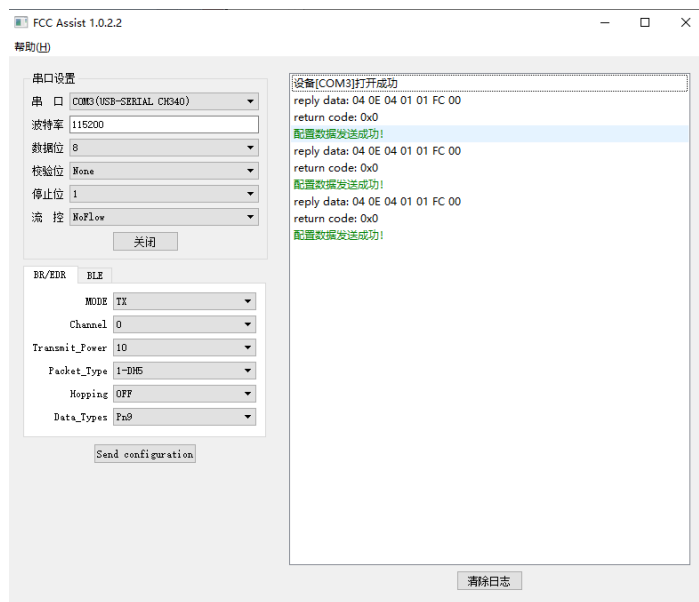 FCC Assist 1.0.2.2
帮助(H)
串口设置
串 口 COM3(USB-SERIAL CH340)
波特率 115200
数据位 8
校验位 None
停止位 1
流 控 NoFlow
关闭
BR/EDR BLE
MODE TX
Channel 0
Transmit_Power 10
Packet_Type 1-DH5
Hopping OFF
Data_Types Pn9
Send configuration
设备[COM3]打开成功
reply data: 04 0E 04 01 01 FC 00
return code: 0x0
配置数据发送成功!
reply data: 04 0E 04 01 01 FC 00
return code: 0x0
配置数据发送成功!
reply data: 04 0E 04 01 01 FC 00
return code: 0x0
配置数据发送成功!
清除日志